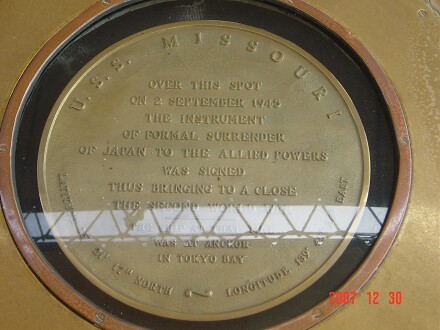 U.S.S. MISSOURI
OVER THIS SPOT
ON 2 SEPTEMBER 1945
THE INSTRUMENT
OF FORMAL SURRENDER
OF JAPAN TO THE ALLIED POWERS
WAS SIGNED
THUS BRINGING TO A CLOSE
THE SECOND
WAS AT ANCHOR
IN TOKYO BAY
NORTH LONGITUDE EAST
2007 12 30